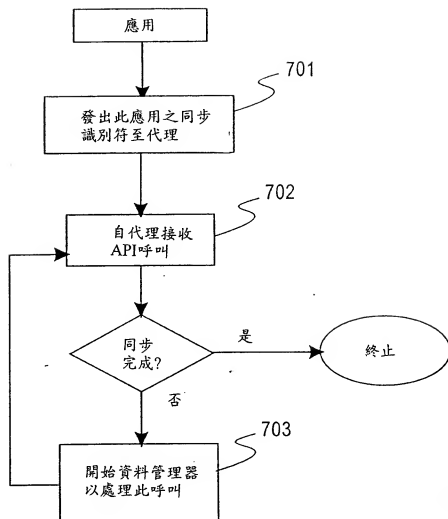 應用
701
發出此應用之同步
識別符至代理
702
自代理接收
API呼叫
同步
完成?
是
終止
否
703
開始資料管理器
以處理此呼叫